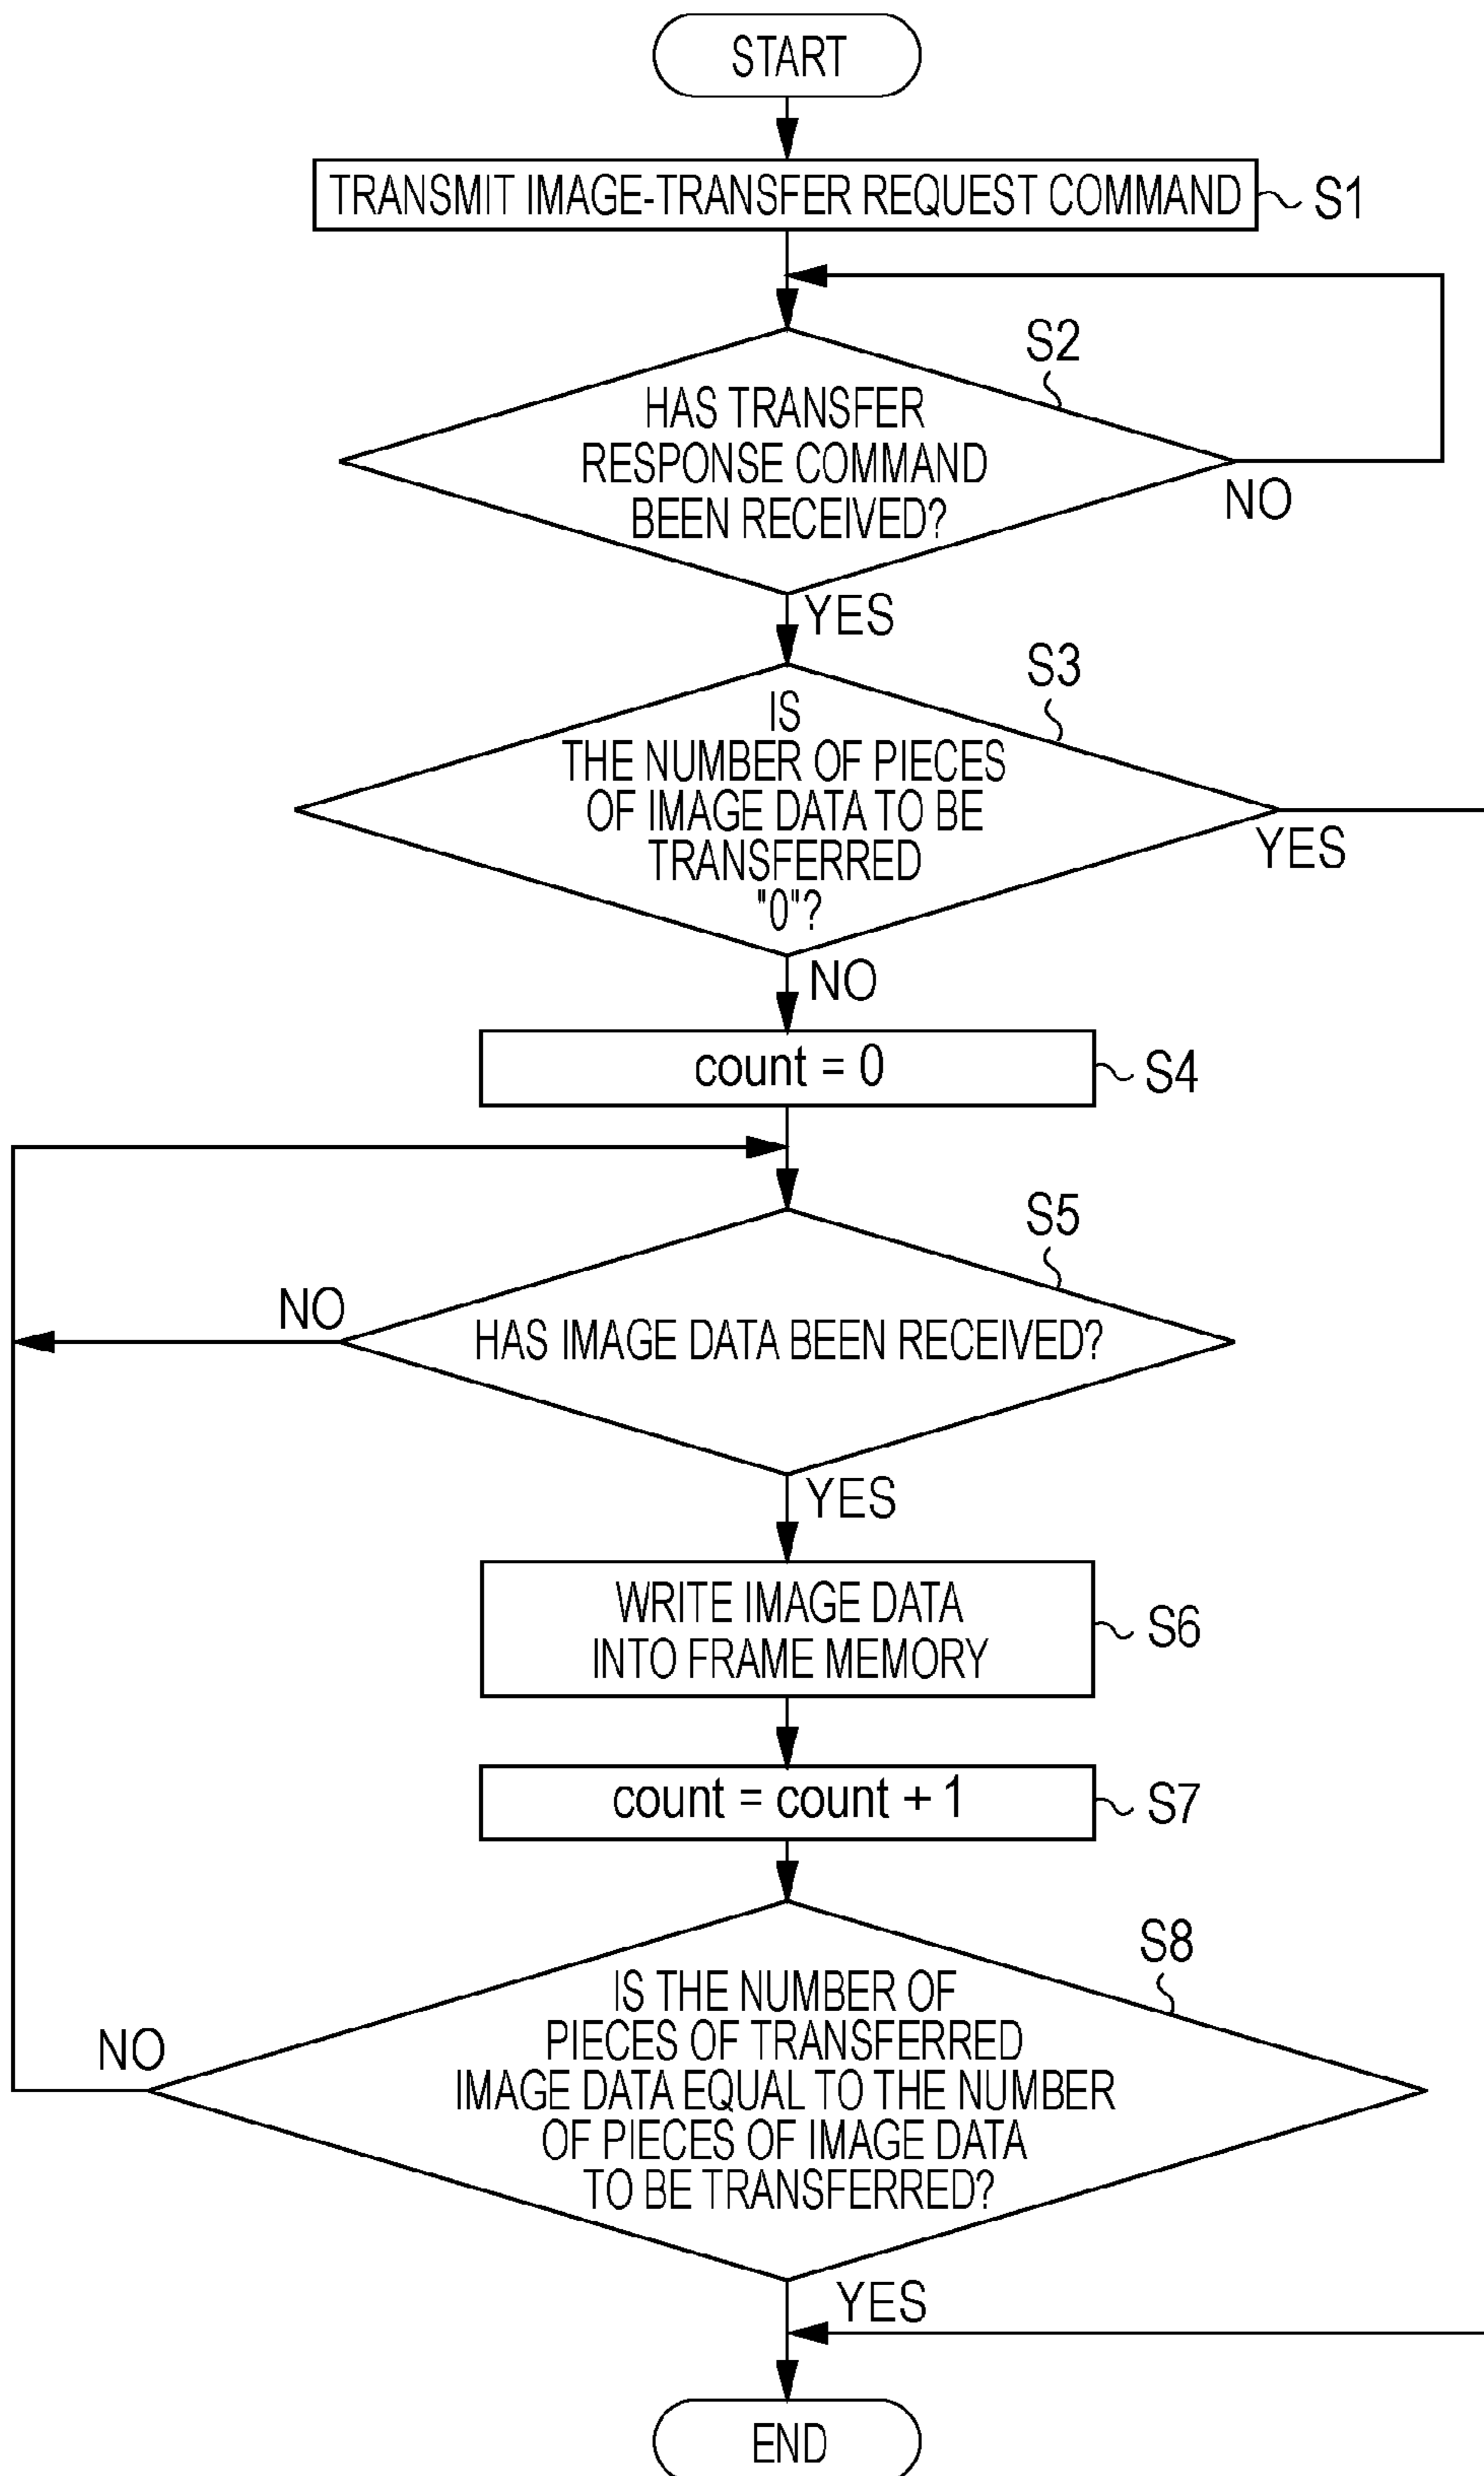 START
TRANSMIT IMAGE-TRANSFER REQUEST COMMAND
S1
S2
HAS TRANSFER
RESPONSE COMMAND
BEEN RECEIVED?
NO
YES
S3
IS
THE NUMBER OF PIECES
OF IMAGE DATA TO BE
TRANSFERRED
"0"?
YES
NO
count = 0
S4
S5
NO
HAS IMAGE DATA BEEN RECEIVED?
YES
WRITE IMAGE DATA
INTO FRAME MEMORY
S6
count = count + 1
S7
S8
IS THE NUMBER OF
PIECES OF TRANSFERRED
IMAGE DATA EQUAL TO THE NUMBER
OF PIECES OF IMAGE DATA
TO BE TRANSFERRED?
NO
YES
END